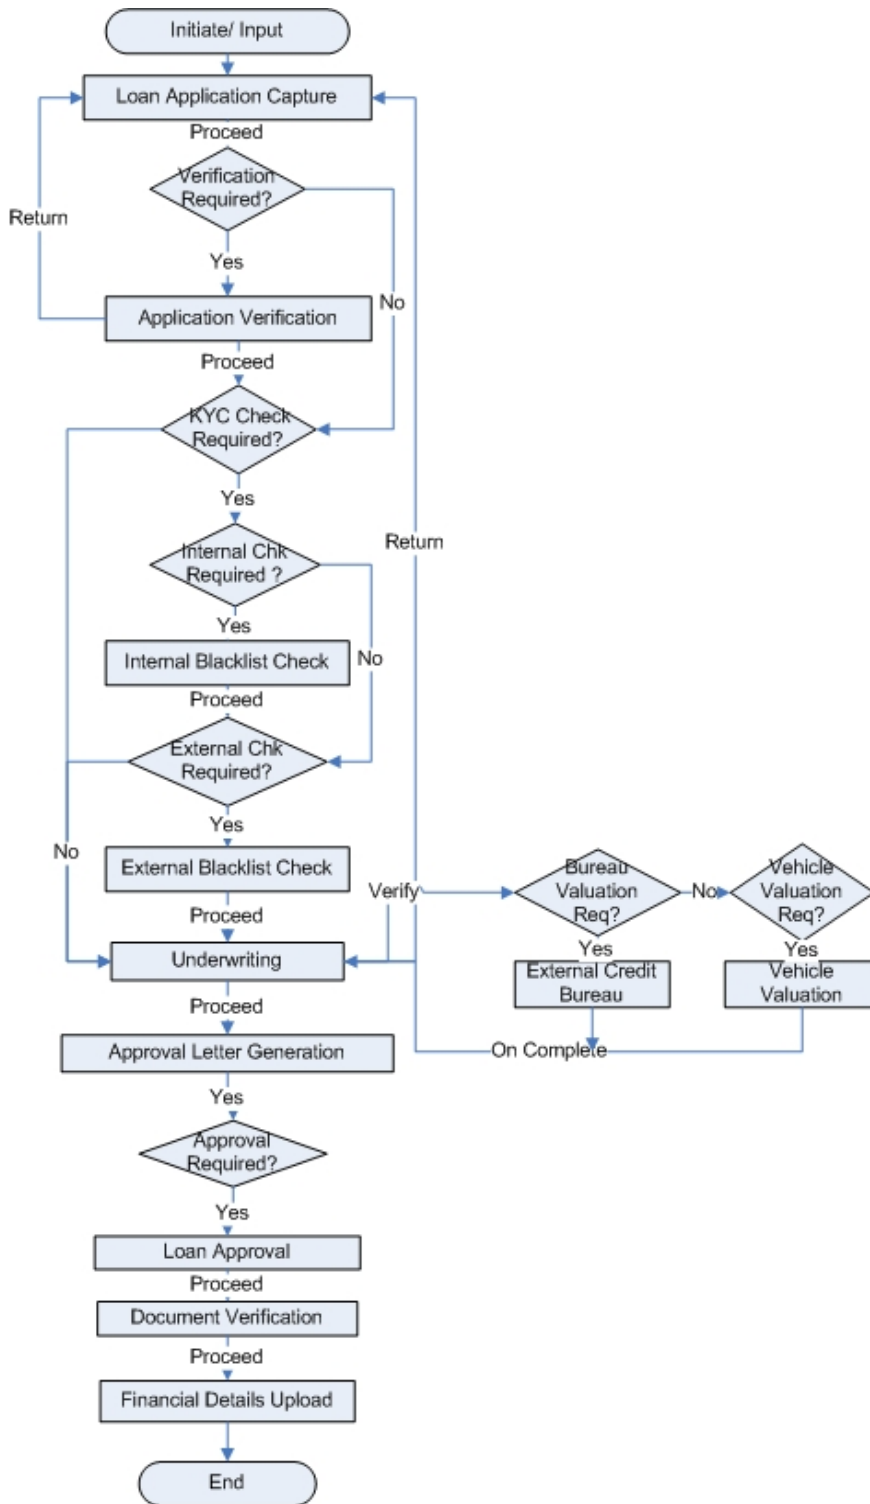 Initiate/ Input
Loan Application Capture
Proceed
Verification
Required?
Return
Yes
No
Application Verification
Proceed
KYC Check
Required?
Yes
Internal Chk
Required ?
Return
Yes
No
Internal Blacklist Check
Proceed
External Chk
Required?
Yes
No
External Blacklist Check
Verify
Bureau
Valuation
Req?
No
Vehicle
Valuation
Req?
Proceed
Yes
Yes
Underwriting
External Credit
Bureau
Vehicle
Valuation
Proceed
Approval Letter Generation
On Complete
Yes
Approval
Required?
Yes
Loan Approval
Proceed
Document Verification
Proceed
Financial Details Upload
End